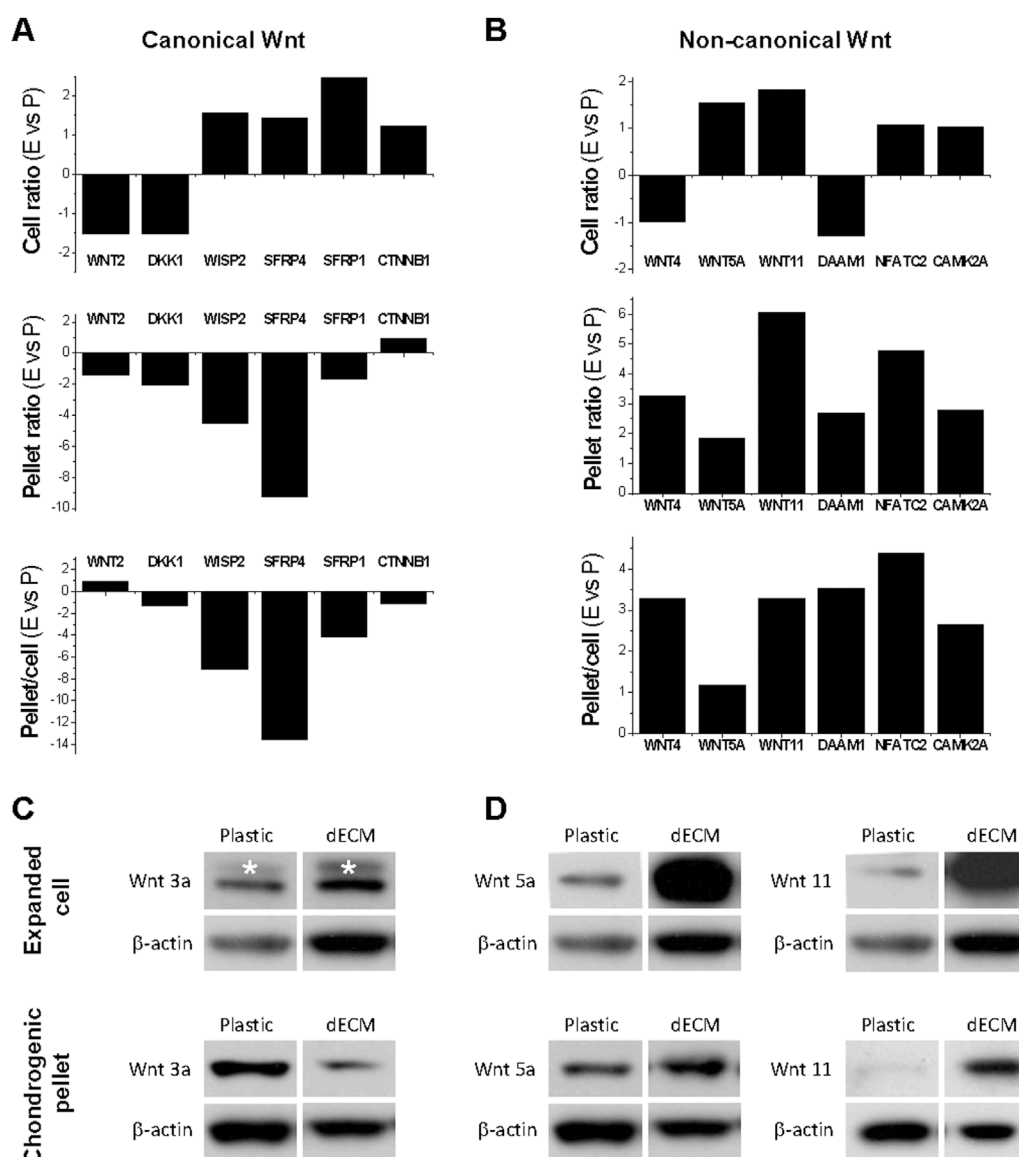 A
Canonical Wnt
Cell ratio (E vs P)
2
1
0
-1
-2
WNT2 DKK1 WISP2 SFRP4 SFRP1 CTNNB1
Pellet ratio (E vs P)
2
0
-2
-4
-6
-8
-10
WNT2 DKK1 WISP2 SFRP4 SFRP1 CTNNB1
Pellet/cell (E vs P)
2
0
-2
-4
-6
-8
-10
-12
-14
WNT2 DKK1 WISP2 SFRP4 SFRP1 CTNNB1
B
Non-canonical Wnt
Cell ratio (E vs P)
2
1
0
-1
-2
WNT4 WNT5A WNT11 DAAM1 NFATC2 CAMK2A
Pellet ratio (E vs P)
6
5
4
3
2
1
0
WNT4 WNT5A WNT11 DAAM1 NFATC2 CAMK2A
Pellet/cell (E vs P)
4
3
2
1
0
WNT4 WNT5A WNT11 DAAM1 NFATC2 CAMK2A
C
Expanded cell
Plastic dECM
Wnt 3a
* *
β-actin
Chondrogenic pellet
Plastic dECM
Wnt 3a
β-actin
D
Plastic dECM
Wnt 5a
β-actin
Plastic dECM
Wnt 11
β-actin
Plastic dECM
Wnt 5a
β-actin
Plastic dECM
Wnt 11
β-actin